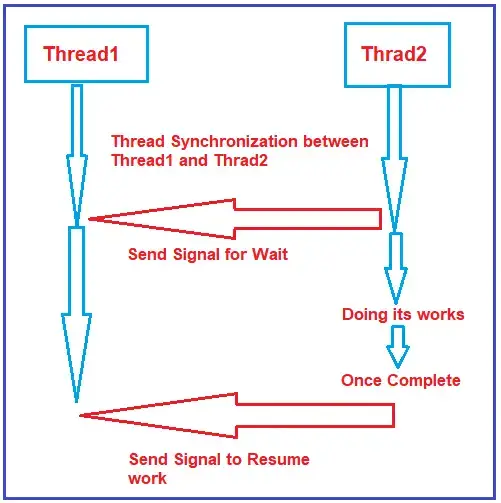 Thread1
Thrad2
Thread Synchronization between
Thread1 and Thrad2
Send Signal for Wait
Doing its works
Once Complete
Send Signal to Resume
work